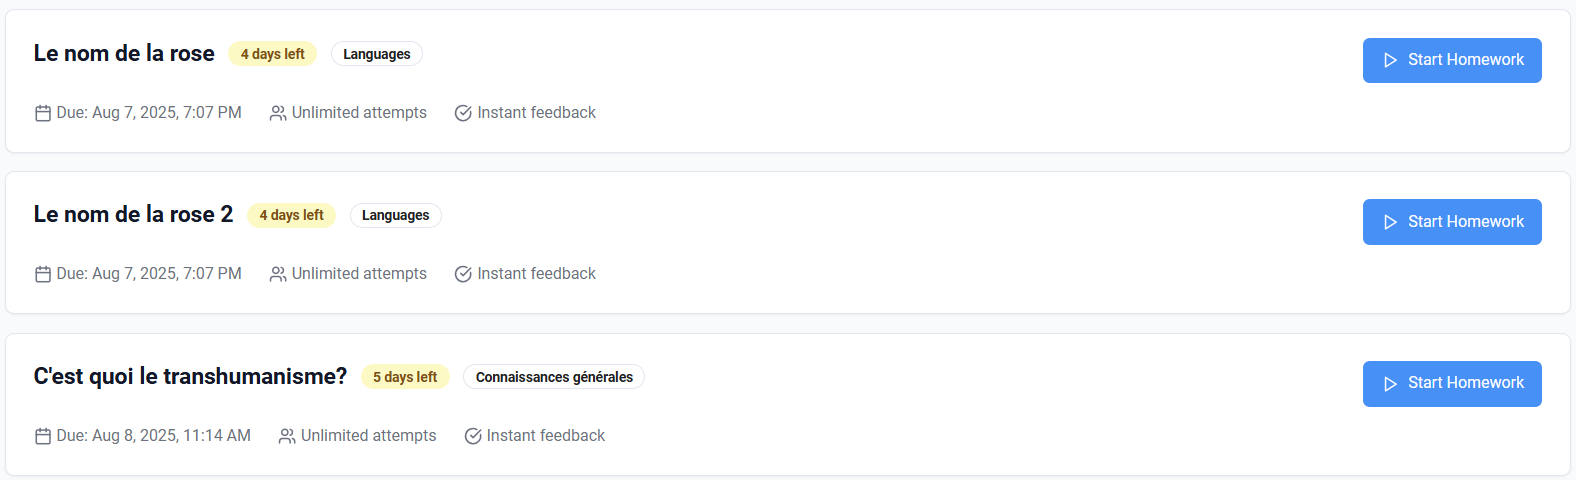 Le nom de la rose 4 days left Languages Start Homework
Due: Aug 7, 2025, 7:07 PM Unlimited attempts Instant feedback
Le nom de la rose 2 4 days left Languages Start Homework
Due: Aug 7, 2025, 7:07 PM Unlimited attempts Instant feedback
C'est quoi le transhumanisme? 5 days left Connaissances générales Start Homework
Due: Aug 8, 2025, 11:14 AM Unlimited attempts Instant feedback